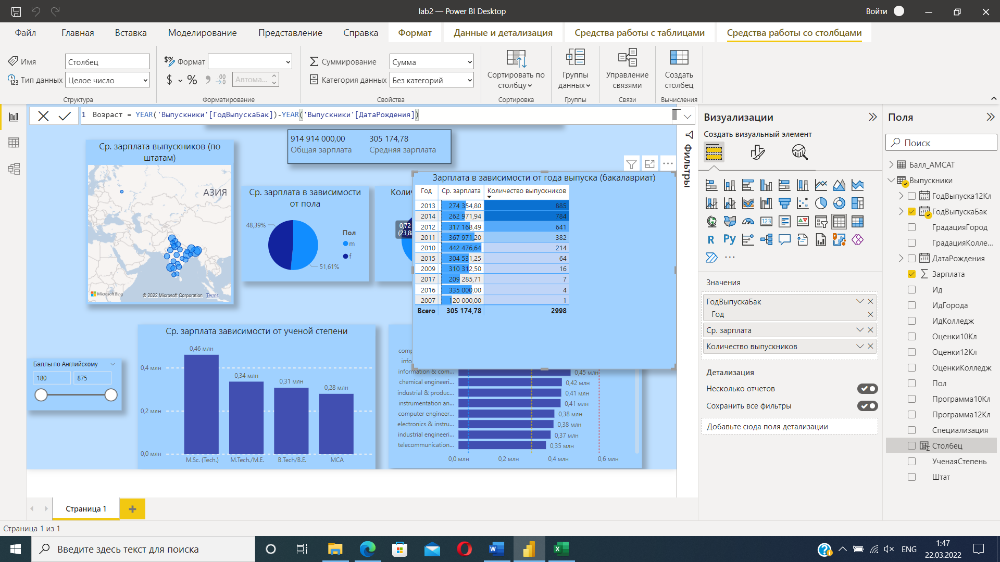 lab2 — Power BI Desktop
Войти
Файл
Главная
Вставка
Моделирование
Представление
Справка
Формат
Данные и детализация
Средства работы с таблицами
Средства работы со столбцами
Имя
Столбец
Тип данных
Целое число
Структура
Формат
$ % 9 ,00
Автома...
Форматирование
Суммирование
Сумма
Категория данных
Без категорий
Свойства
Сортировать по
столбцу
Сортировка
Группы
данных
Группы
Управление
связями
Связи
Создать
столбец
Вычисления
1 Возраст = YEAR('Выпускники'[ГодВыпускаБак])-YEAR('Выпускники'[ДатаРождения])
914 914 000,00 305 174,78
Общая зарплата Средняя зарплата
Ср. зарплата выпускников (по
штатам)
АЗИЯ
Microsoft Bing
© 2022 Microsoft Corporation Terms
Ср. зарплата в зависимости
от пола
48,39%
51,61%
Пол
m
f
Колич
0,72
(23,88
Зарплата в зависимости от года выпуска (бакалавриат)
Год Ср. зарплата Количество выпускников
2013 274 354,80 885
2014 262 971,94 784
2012 317 168,49 641
2011 367 971,20 382
2010 442 476,64 214
2015 304 531,25 64
2009 310 312,50 16
2017 209 285,71 7
2016 335 000,00 4
2007 120 000,00 1
Всего 305 174,78 2998
Баллы по Английскому
180 875
Ср. зарплата зависимости от ученой степени
0,4 млн
0,2 млн
0,0 млн
0,46 млн
0,34 млн
0,31 млн
0,28 млн
M.Sc. (Tech.) M.Tech./M.E. B.Tech/B.E. MCA
comp
info
information & com... 0,45 млн
chemical engineeri... 0,42 млн
industrial & produc... 0,41 млн
instrumentation an... 0,41 млн
computer engineer... 0,38 млн
electronics & instru... 0,38 млн
industrial engineeri... 0,37 млн
telecommunication... 0,35 млн
0,0 млн 0,2 млн 0,4 млн 0,6 млн
Фильтры
Визуализации
Создать визуальный элемент
123
R Py
Значения
ГодВыпускаБак
Год
Ср. зарплата
Количество выпускников
Детализация
Несколько отчетов
Сохранить все фильтры
Добавьте сюда поля детализации
Поля
Поиск
Балл_АМСАТ
Выпускники
ГодВыпуска12Кл
ГодВыпускаБак
ГрадацияГород
ГрадацияКолле...
ДатаРождения
Зарплата
Ид
ИдГорода
ИдКолледж
Оценки10Кл
Оценки12Кл
ОценкиКолледж
Пол
Программа10Кл
Программа12Кл
Специализация
Столбец
УченаяСтепень
Штат
Страница 1
Страница 1 из 1
Введите здесь текст для поиска
ENG
1:47
22.03.2022